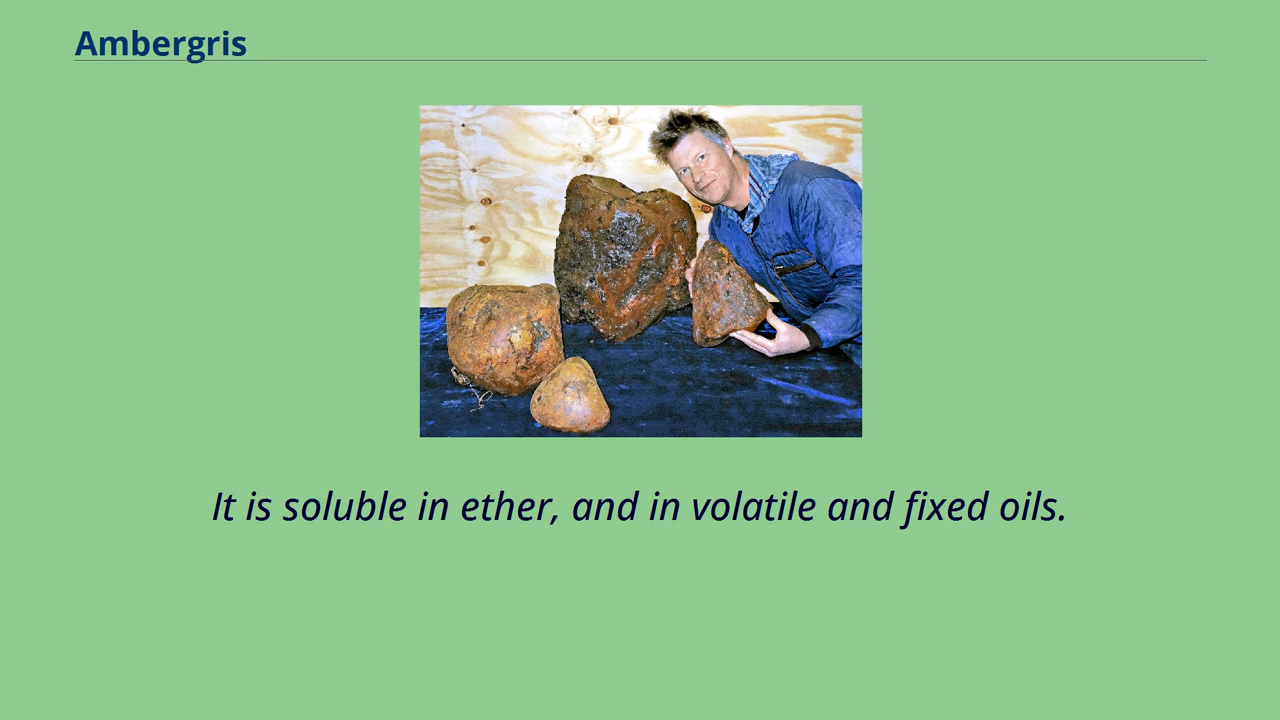 Ambergris
It is soluble in ether, and in volatile and fixed oils.